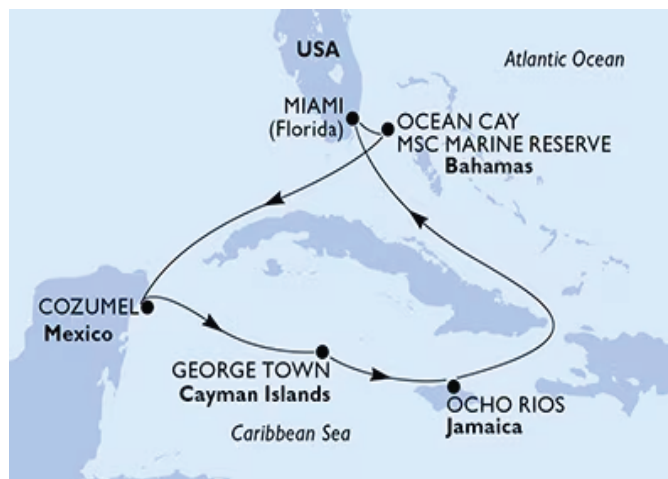 USA
Atlantic Ocean
MIAMI
(Florida)
OCEAN CAY
MSC MARINE RESERVE
Bahamas
COZUMEL
Mexico
GEORGE TOWN
Cayman Islands
OCHO RIOS
Jamaica
Caribbean Sea